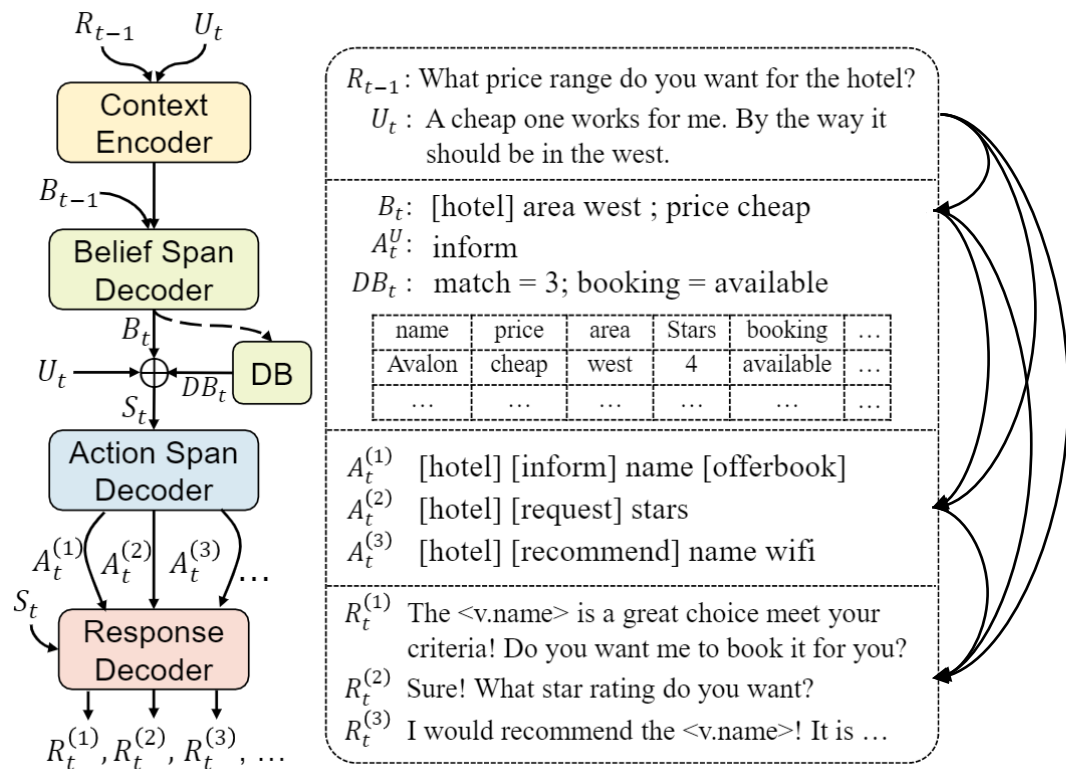 R_{t−1} U_t
Context
Encoder
B_{t−1}
Belief Span
Decoder
B_t
DB
U_t
DB_t
S_t
Action Span
Decoder
A_t^{(1)} A_t^{(2)} A_t^{(3)} ...
S_t
Response
Decoder
R_t^{(1)}, R_t^{(2)}, R_t^{(3)}, ...
R_{t−1}: What price range do you want for the hotel?
U_t: A cheap one works for me. By the way it
should be in the west.
B_t: [hotel] area west ; price cheap
A_t^U: inform
DB_t: match = 3; booking = available
name price area Stars booking ...
Avalon cheap west 4 available ...
... ... ... ... ... ...
A_t^{(1)} [hotel] [inform] name [offerbook]
A_t^{(2)} [hotel] [request] stars
A_t^{(3)} [hotel] [recommend] name wifi
R_t^{(1)} The <v.name> is a great choice meet your
criteria! Do you want me to book it for you?
R_t^{(2)} Sure! What star rating do you want?
R_t^{(3)} I would recommend the <v.name>! It is ...